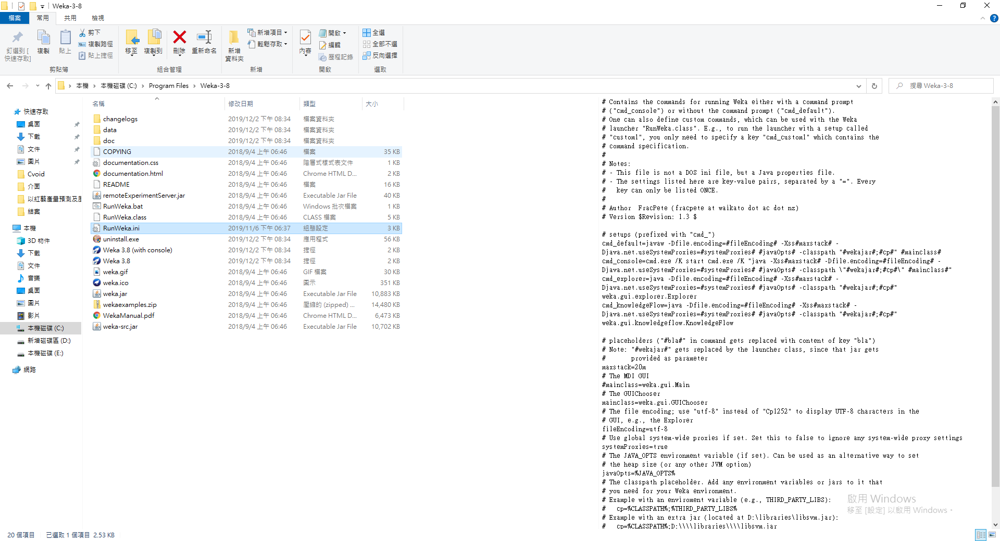 Weka-3-8
檔案 常用 共用 檢視
釘選到 [快速存取]
複製
貼上
剪下
複製路徑
貼上捷徑
剪貼簿
移至
複製到
刪除
重新命名
組合管理
新增資料夾
新增項目
輕鬆存取
新增
內容
開啟
編輯
歷程記錄
開啟
全選
全部不選
反向選擇
選取
本機 › 本機磁碟 (C:) › Program Files › Weka-3-8
搜尋 Weka-3-8
快速存取
桌面
下載
文件
圖片
Cvoid
介面
結案
本機
3D 物件
下載
文件
音樂
桌面
圖片
影片
本機磁碟 (C:)
新增磁碟區 (D:)
本機磁碟 (E:)
網路
名稱 修改日期 類型 大小
changelogs 2019/12/2 下午 08:34 檔案資料夾
data 2019/12/2 下午 08:34 檔案資料夾
doc 2019/12/2 下午 08:34 檔案資料夾
COPYING 2018/9/4 上午 06:46 檔案 35 KB
documentation.css 2018/9/4 上午 06:46 階層式樣式表文件 1 KB
documentation.html 2018/9/4 上午 06:46 Chrome HTML D... 2 KB
README 2018/9/4 上午 06:46 檔案 16 KB
remoteExperimentServer.jar 2018/9/4 上午 06:46 Executable Jar File 40 KB
RunWeka.bat 2018/9/4 上午 06:46 Windows 批次檔案 1 KB
RunWeka.class 2018/9/4 上午 06:46 CLASS 檔案 5 KB
RunWeka.ini 2019/11/6 下午 06:37 組態設定 3 KB
uninstall.exe 2019/12/2 下午 08:34 應用程式 56 KB
Weka 3.8 (with console) 2019/12/2 下午 08:34 捷徑 2 KB
Weka 3.8 2019/12/2 下午 08:34 捷徑 2 KB
weka.gif 2018/9/4 上午 06:46 GIF 檔案 30 KB
weka.ico 2018/9/4 上午 06:46 圖示 351 KB
weka.jar 2018/9/4 上午 06:46 Executable Jar File 10,883 KB
wekaexamples.zip 2018/9/4 上午 06:46 壓縮的 (zipped) ... 14,480 KB
WekaManual.pdf 2018/9/4 上午 06:46 Chrome HTML D... 6,473 KB
weka-src.jar 2018/9/4 上午 06:46 Executable Jar File 10,702 KB
# Contains the commands for running Weka either with a command prompt
# ("cmd_console") or without the command prompt ("cmd_default").
# One can also define custom commands, which can be used with the Weka
# launcher "RunWeka.class". E.g., to run the launcher with a setup called
# "custom1", you only need to specify a key "cmd_custom1" which contains the
# command specification.
#
# Notes:
# - This file is not a DOS ini file, but a Java properties file.
# - The settings listed here are key-value pairs, separated by a "=". Every
#   key can only be listed ONCE.
#
# Author  FracPete (fracpete at waikato dot ac dot nz)
# Version $Revision: 1.3 $
# setups (prefixed with "cmd_")
cmd_default=javaw -Dfile.encoding=#fileEncoding# -Xss#maxstack# -
Djava.net.useSystemProxies=#systemProxies# #javaOpts# -classpath "#wekajar#;#cp#" #mainclass#
cmd_console=cmd.exe /K start cmd.exe /K "java -Xss#maxstack# -Dfile.encoding=#fileEncoding# -
Djava.net.useSystemProxies=#systemProxies# #javaOpts# -classpath \"#wekajar#;#cp#\" #mainclass#"
cmd_explorer=java -Dfile.encoding=#fileEncoding# -Xss#maxstack# -
Djava.net.useSystemProxies=#systemProxies# #javaOpts# -classpath "#wekajar#;#cp#"
weka.gui.explorer.Explorer
cmd_knowledgeFlow=java -Dfile.encoding=#fileEncoding# -Xss#maxstack# -
Djava.net.useSystemProxies=#systemProxies# #javaOpts# -classpath "#wekajar#;#cp#"
weka.gui.knowledgeflow.KnowledgeFlow
# placeholders ("#bla#" in command gets replaced with content of key "bla")
# Note: "#wekajar#" gets replaced by the launcher class, since that jar gets
#       provided as parameter
maxstack=20m
# The MDI GUI
#mainclass=weka.gui.Main
# The GUIChooser
mainclass=weka.gui.GUIChooser
# The file encoding; use "utf-8" instead of "Cp1252" to display UTF-8 characters in the
# GUI, e.g., the Explorer
fileEncoding=utf-8
# Use global system-wide proxies if set. Set this to false to ignore any system-wide proxy settings
systemProxies=true
# The JAVA_OPTS environment variable (if set). Can be used as an alternative way to set
# the heap size (or any other JVM option)
javaOpts=%JAVA_OPTS%
# The classpath placeholder. Add any environment variables or jars to it that
# you need for your Weka environment.
# Example with an enviroment variable (e.g., THIRD_PARTY_LIBS):
#   cp=%CLASSPATH%;%THIRD_PARTY_LIBS%
# Example with an extra jar (located at D:\libraries\libsvm.jar):
#   cp=%CLASSPATH%;D:\\\\libraries\\\\libsvm.jar
啟用 Windows
移至 [設定] 以啟用 Windows。
20 個項目 已選取 1 個項目 2.53 KB